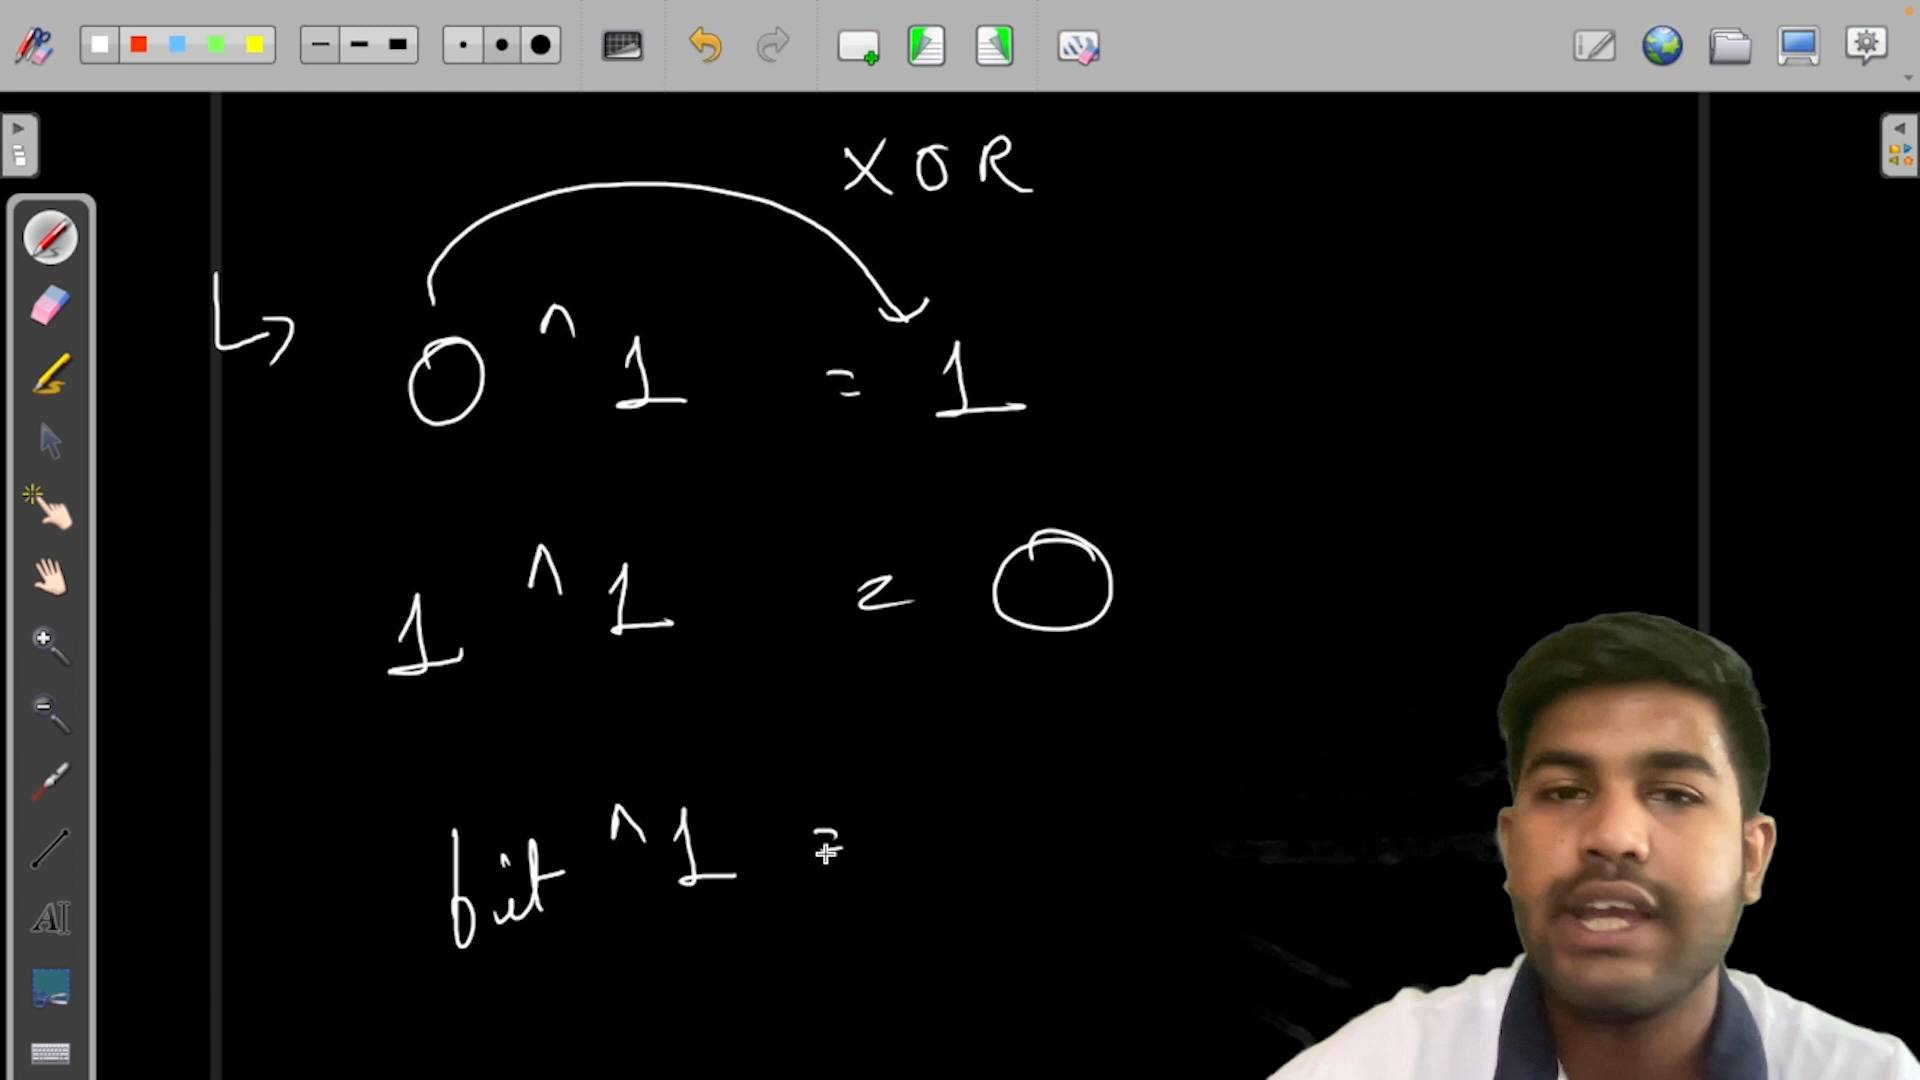 XOR
0 ^ 1 = 1
1 ^ 1 = 0
bit ^ 1 =